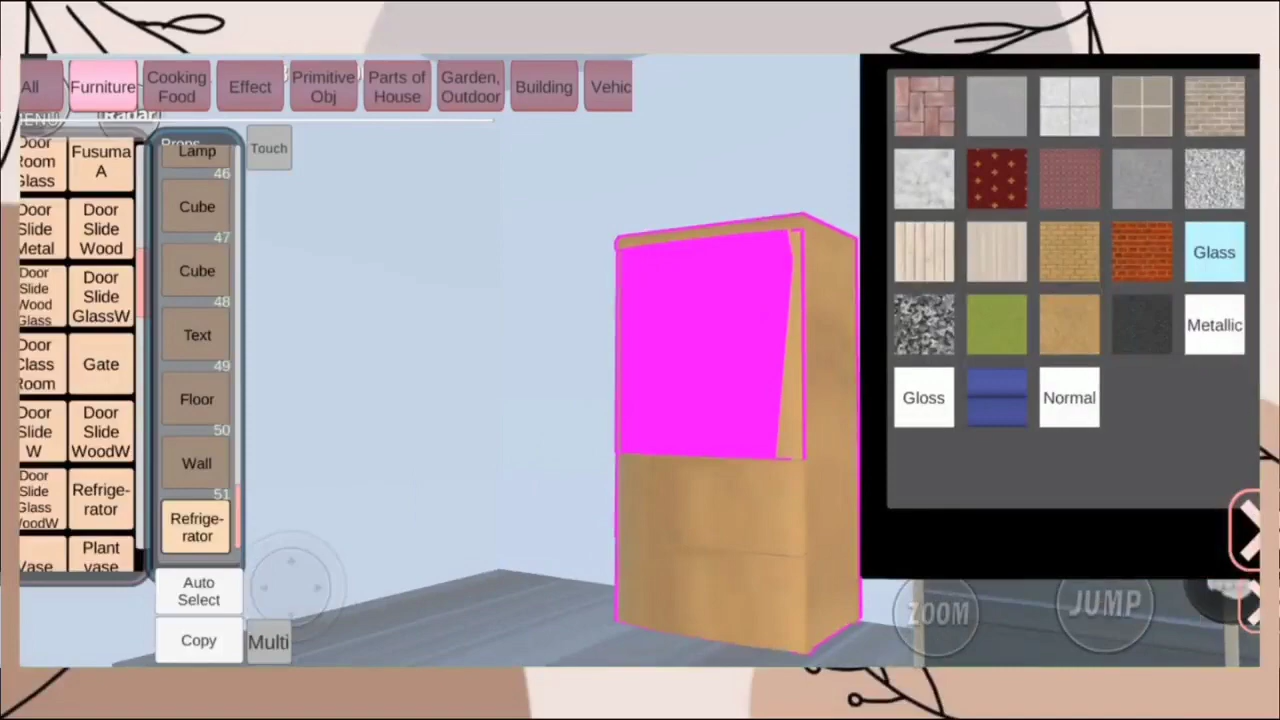 All
Furniture
Cooking
Food
Effect
Primitive
Obj
Parts of
House
Garden,
Outdoor
Building
Vehic
MENU
Radar
Door
Room
Glass
Fusuma
A
Door
Slide
Metal
Door
Slide
Wood
Door
Slide
Wood
Glass
Door
Slide
GlassW
Door
Class
Room
Gate
Door
Slide
W
Door
Slide
WoodW
Door
Slide
Glass
WoodW
Refrige-
rator
Vase
Plant
vase
Props
Lamp
46
Cube
47
Cube
48
Text
49
Floor
50
Wall
51
Refrige-
rator
Auto
Select
Copy
Touch
Multi
Glass
Metallic
Gloss
Normal
ZOOM
JUMP